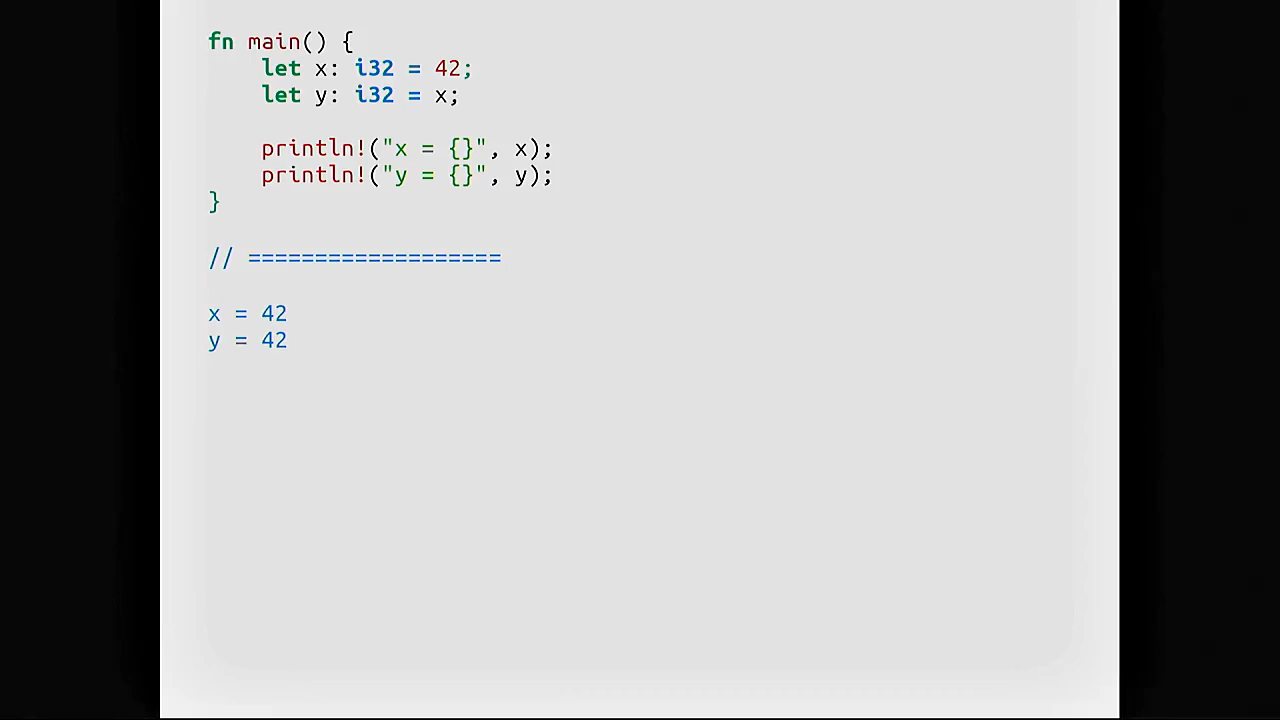 fn main() {
    let x: i32 = 42;
    let y: i32 = x;

    println!("x = {}", x);
    println!("y = {}", y);
}

// ===================

x = 42
y = 42